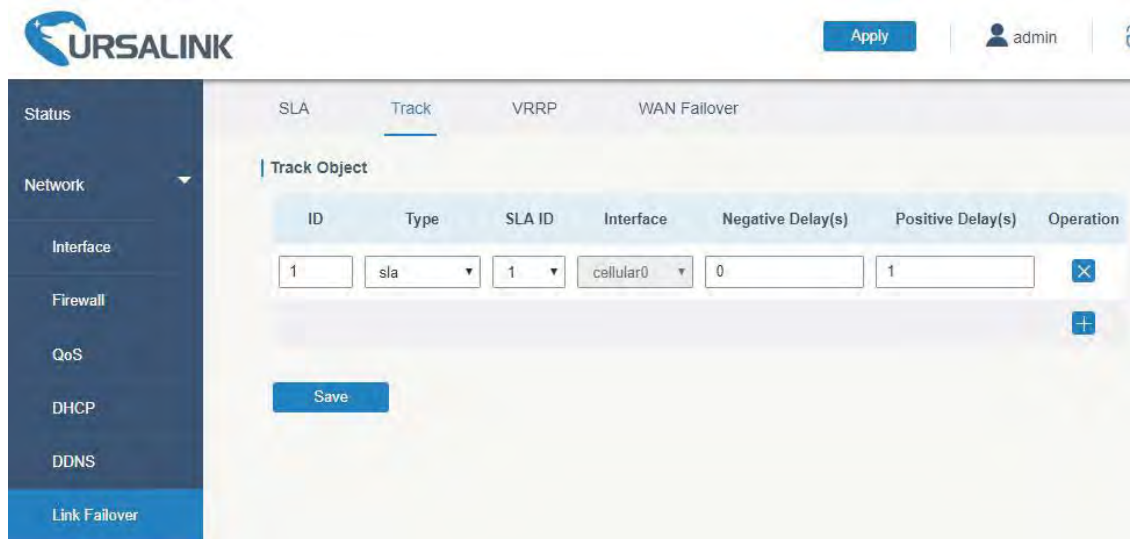 URSALINK
Apply
admin
Status
SLA Track VRRP WAN Failover
Track Object
Network
ID Type SLA ID Interface Negative Delay(s) Positive Delay(s) Operation
Interface
1 sla 1 cellular0 0 1
Firewall
QoS
DHCP
Save
DDNS
Link Failover